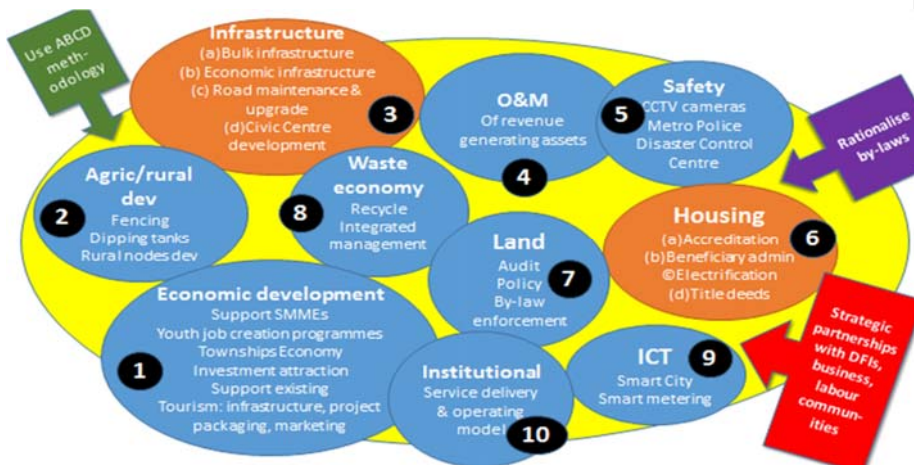 Use ABCD
meth-
odology
Infrastructure
(a)Bulk infrastructure
(b) Economic infrastructure
(c) Road maintenance &
upgrade
(d)Civic Centre
development
3
O&M
Of revenue
generating assets
4
Safety
CCTV cameras
Metro Police
Disaster Control
Centre
5
Rationalise
by-laws
Agric/rural
dev
Fencing
Dipping tanks
Rural nodes dev
2
Waste
economy
Recycle
Integrated
management
8
Land
Audit
Policy
By-law
enforcement
7
Housing
(a)Accreditation
(b)Beneficiary admin
©Electrification
(d)Title deeds
6
Economic development
Support SMMEs
Youth job creation programmes
Townships Economy
Investment attraction
Support existing
Tourism: infrastructure, project
packaging, marketing
1
Institutional
Service delivery
& operating
model
10
ICT
Smart City
Smart metering
9
Strategic
partnerships
with DFIs,
business,
labour
commun-
ities